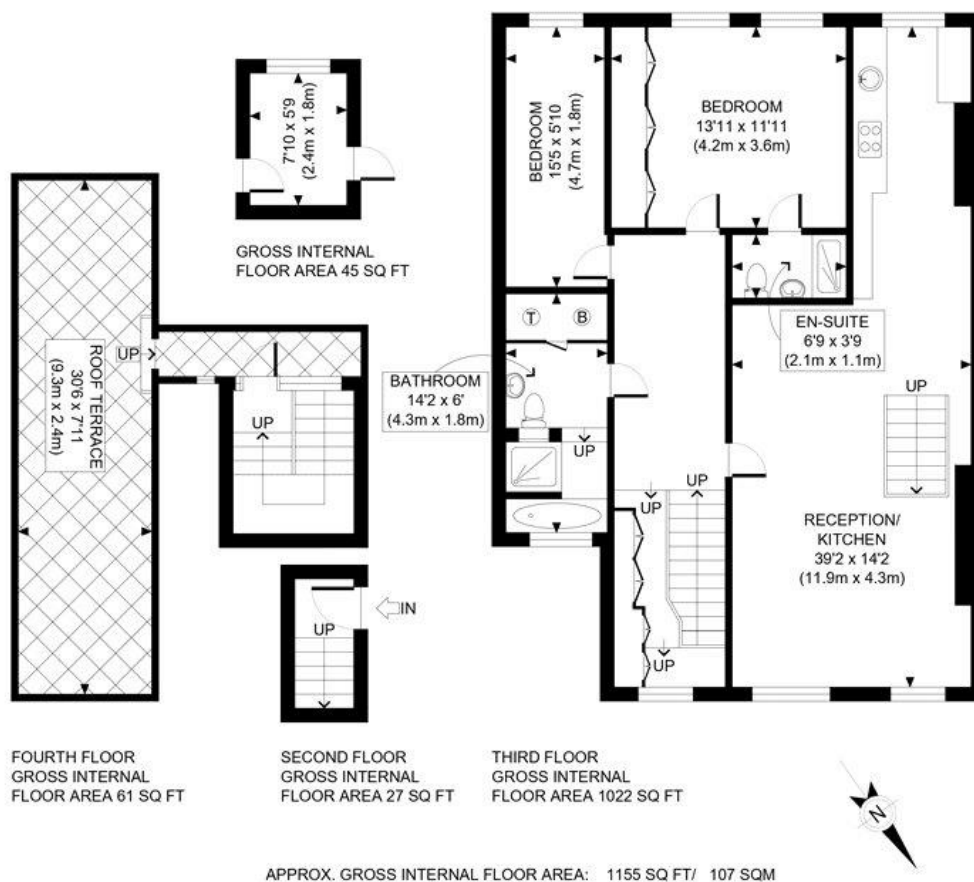 7'10 x 5'9
(2.4m x 1.8m)
GROSS INTERNAL
FLOOR AREA 45 SQ FT
ROOF TERRACE
30'6 x 7'11
(9.3m x 2.4m)
UP
UP
UP
IN
UP
BEDROOM
15'5 x 5'10
(4.7m x 1.8m)
BEDROOM
13'11 x 11'11
(4.2m x 3.6m)
T
B
BATHROOM
14'2 x 6'
(4.3m x 1.8m)
UP
EN-SUITE
6'9 x 3'9
(2.1m x 1.1m)
UP
UP
UP
UP
RECEPTION/
KITCHEN
39'2 x 14'2
(11.9m x 4.3m)
FOURTH FLOOR
GROSS INTERNAL
FLOOR AREA 61 SQ FT
SECOND FLOOR
GROSS INTERNAL
FLOOR AREA 27 SQ FT
THIRD FLOOR
GROSS INTERNAL
FLOOR AREA 1022 SQ FT
N
APPROX. GROSS INTERNAL FLOOR AREA: 1155 SQ FT/ 107 SQM